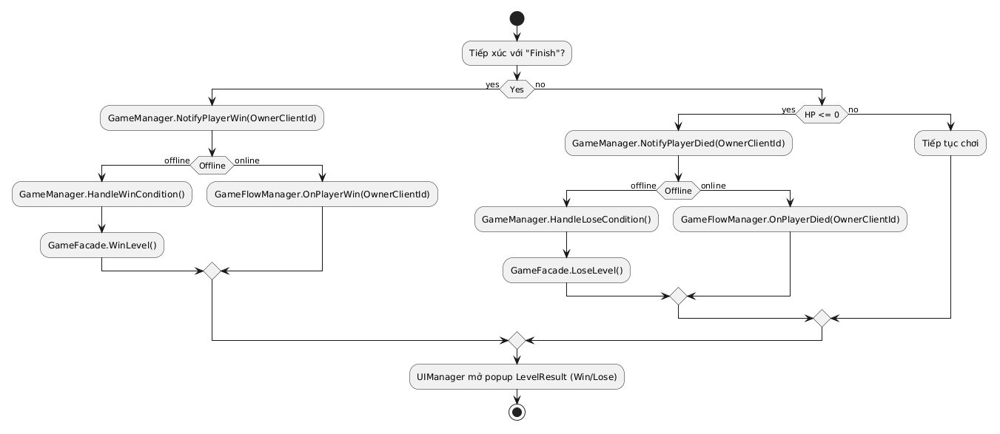 Tiếp xúc với "Finish"?
yes
Yes
no
GameManager.NotifyPlayerWin(OwnerClientId)
offline
Offline
online
GameManager.HandleWinCondition()
GameFlowManager.OnPlayerWin(OwnerClientId)
GameFacade.WinLevel()
yes
HP <= 0
no
GameManager.NotifyPlayerDied(OwnerClientId)
Tiếp tục chơi
offline
Offline
online
GameManager.HandleLoseCondition()
GameFlowManager.OnPlayerDied(OwnerClientId)
GameFacade.LoseLevel()
UIManager mở popup LevelResult (Win/Lose)